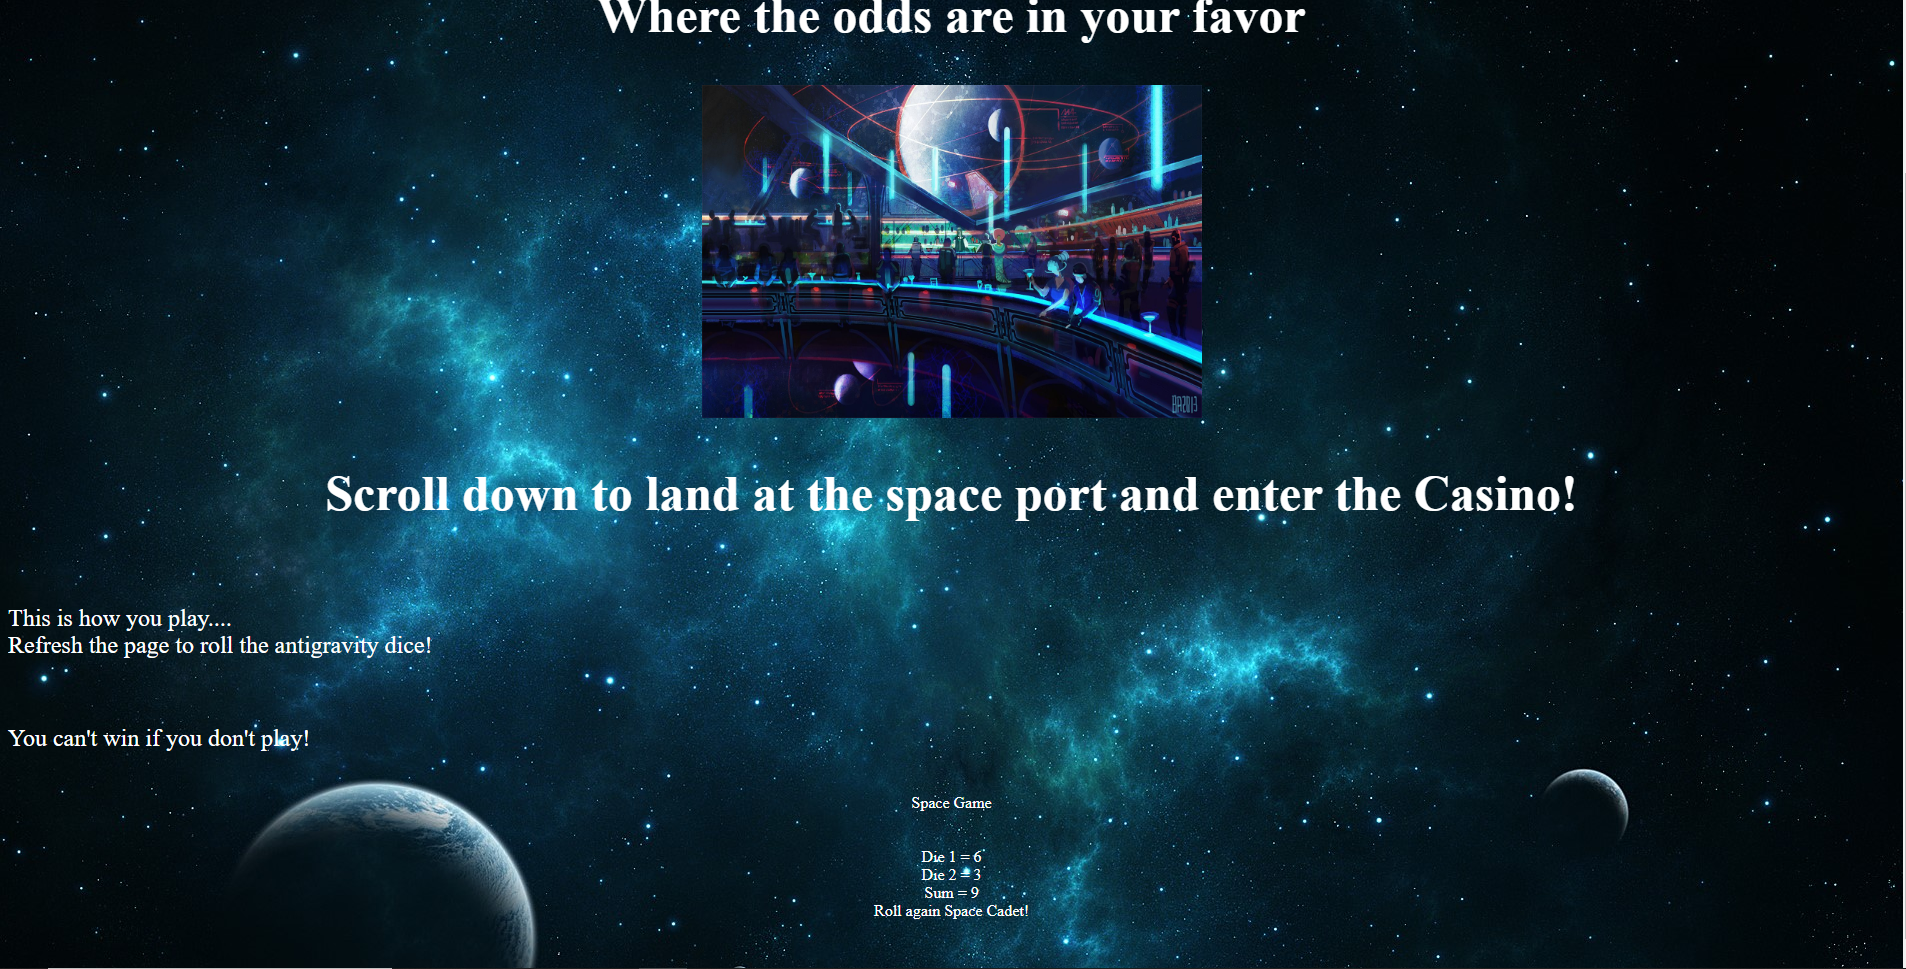 Where the odds are in your favor
BA2013
Scroll down to land at the space port and enter the Casino!
This is how you play....
Refresh the page to roll the antigravity dice!
You can't win if you don't play!
Space Game
Die 1 = 6
Die 2 = 3
Sum = 9
Roll again Space Cadet!